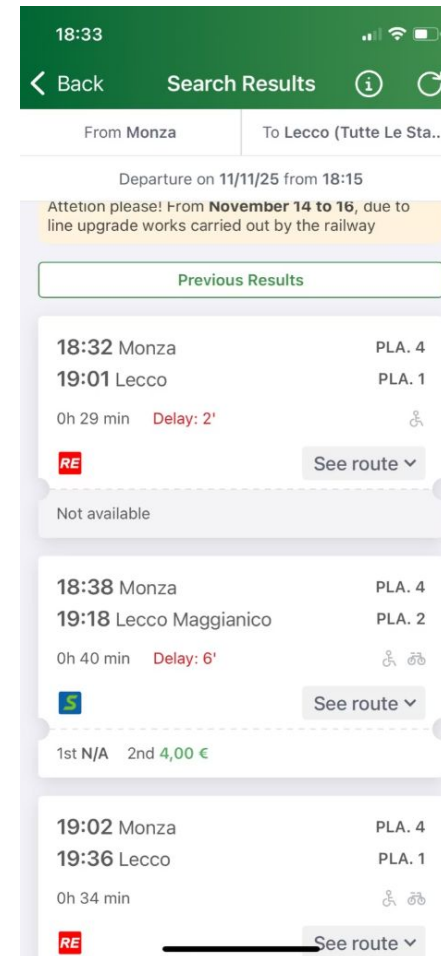 18:33
Back Search Results
From Monza To Lecco (Tutte Le Sta..
Departure on 11/11/25 from 18:15
Attetion please! From November 14 to 16, due to
line upgrade works carried out by the railway
Previous Results
18:32 Monza PLA. 4
19:01 Lecco PLA. 1
0h 29 min Delay: 2'
RE See route
Not available
18:38 Monza PLA. 4
19:18 Lecco Maggianico PLA. 2
0h 40 min Delay: 6'
S See route
1st N/A 2nd 4,00 €
19:02 Monza PLA. 4
19:36 Lecco PLA. 1
0h 34 min
RE See route